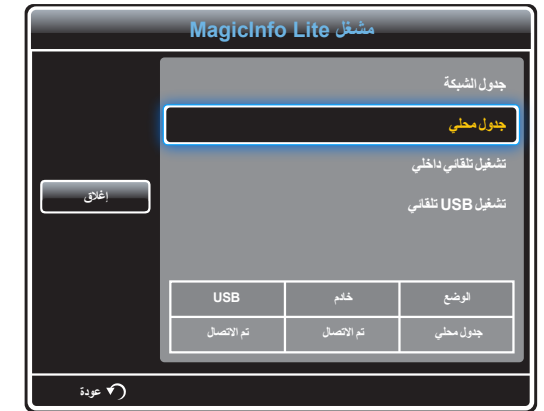 مشغل MagicInfo Lite
جدول الشبكة
جدول محلي
تشغيل تلقائي داخلي
تشغيل USB تلقائي
إغلاق
الوضع خادم USB
جدول محلي تم الاتصال تم الاتصال
عودة